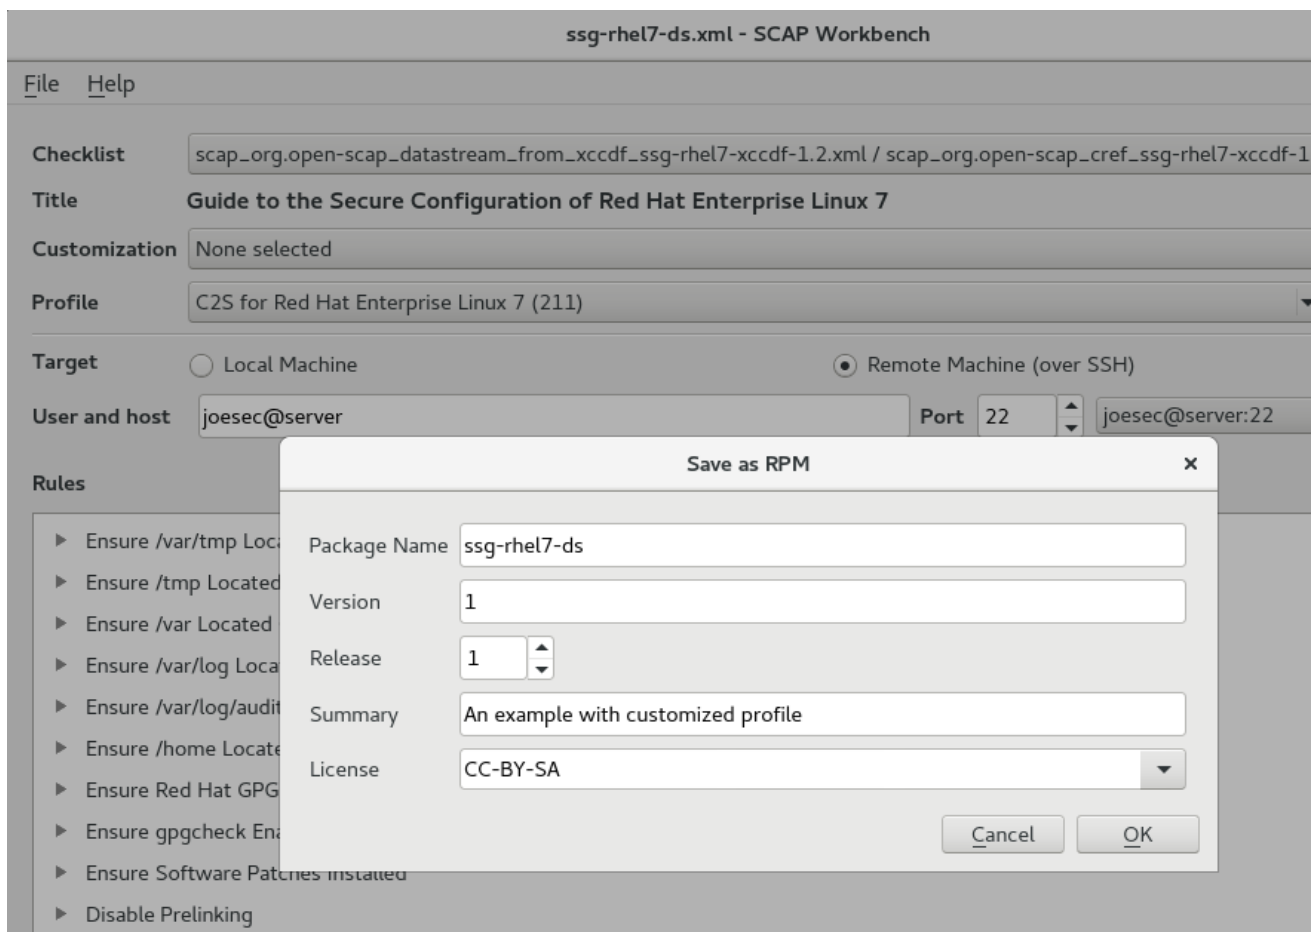 ssg-rhel7-ds.xml - SCAP Workbench
File Help
Checklist scap_org.open-scap_datastream_from_xccdf_ssg-rhel7-xccdf-1.2.xml / scap_org.open-scap_cref_ssg-rhel7-xccdf-1
Title Guide to the Secure Configuration of Red Hat Enterprise Linux 7
Customization None selected
Profile C2S for Red Hat Enterprise Linux 7 (211)
Target Local Machine Remote Machine (over SSH)
User and host joesec@server Port 22 joesec@server:22
Save as RPM
Rules
Ensure /var/tmp Loca
Package Name ssg-rhel7-ds
Ensure /tmp Located
Version 1
Ensure /var Located
Ensure /var/log Loca
Release 1
Ensure /var/log/audit
Summary An example with customized profile
Ensure /home Locate
License CC-BY-SA
Ensure Red Hat GPG
Ensure gpgcheck Ena
Cancel OK
Ensure Software Patches Installed
Disable Prelinking